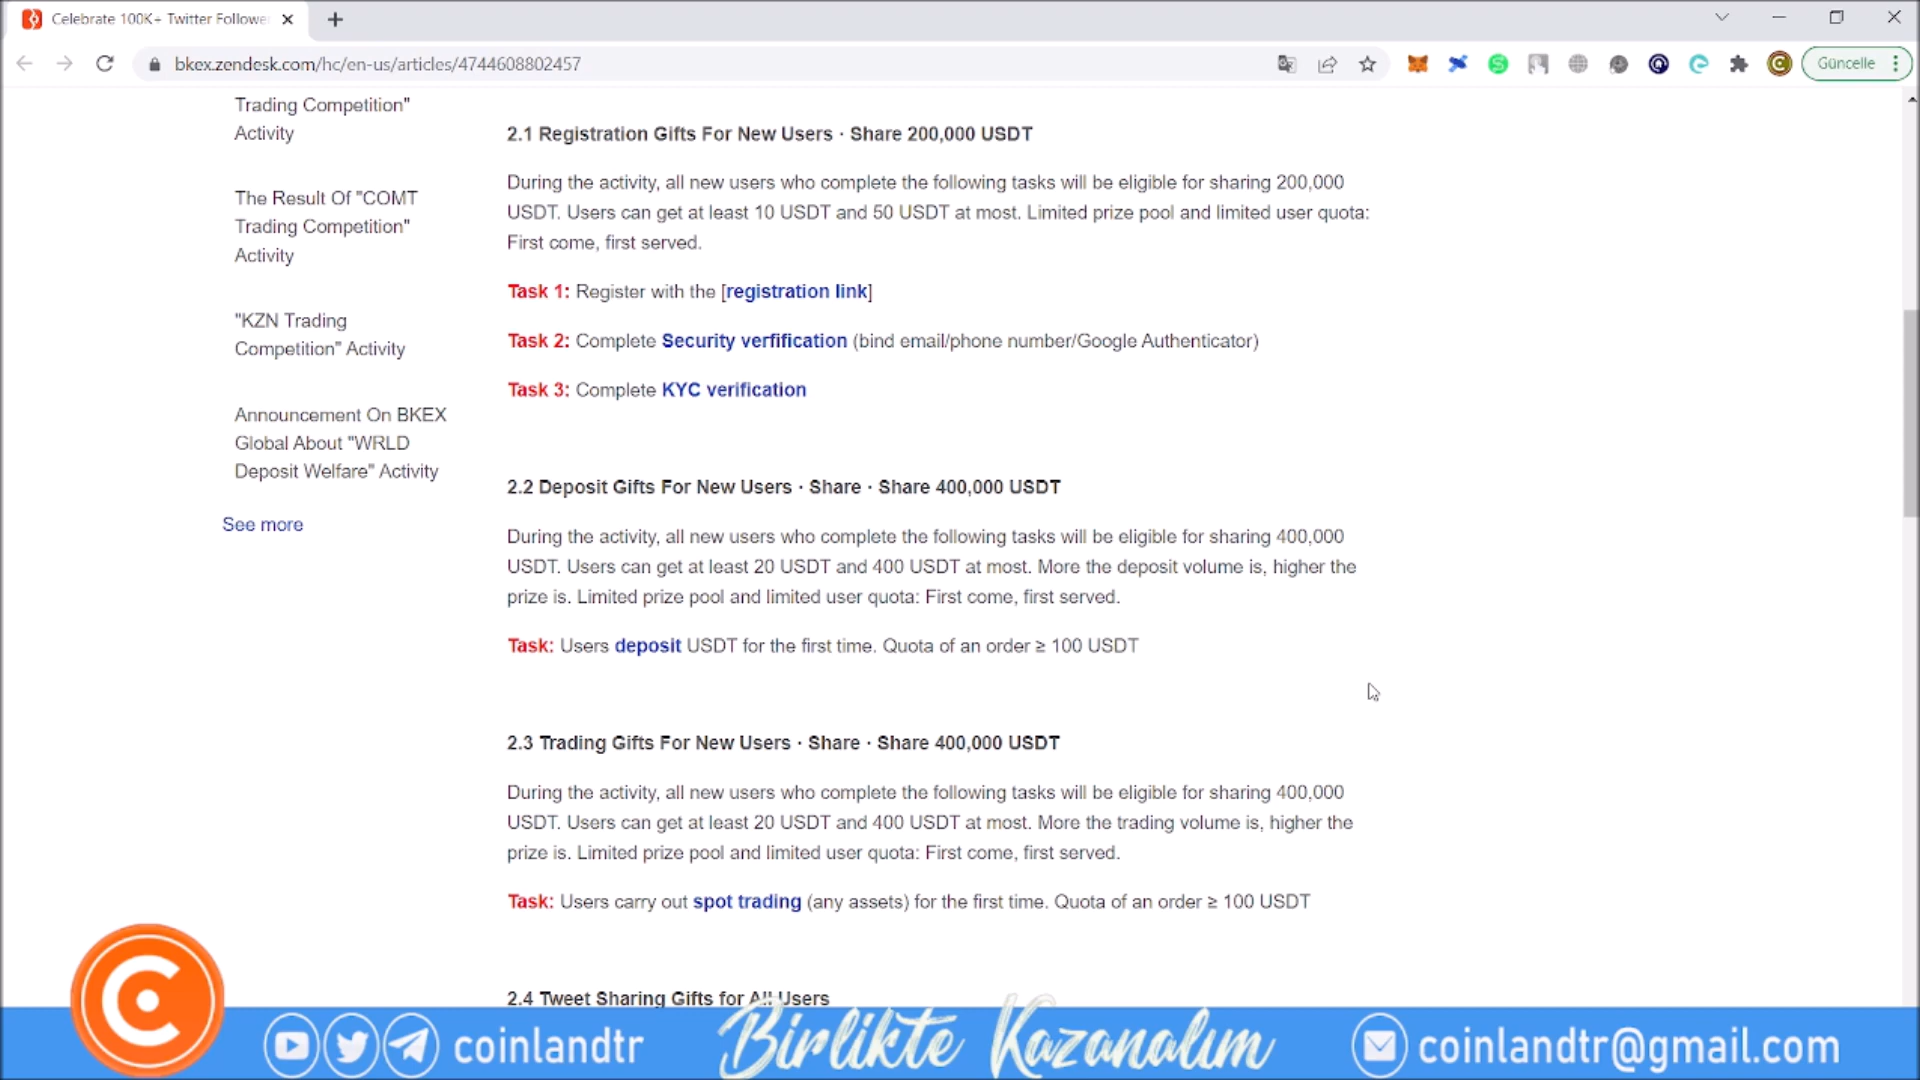 Celebrate 100K+ Twitter Followe
bkex.zendesk.com/hc/en-us/articles/4744608802457
Güncelle
Trading Competition"
Activity
The Result Of "COMT
Trading Competition"
Activity
"KZN Trading
Competition" Activity
Announcement On BKEX
Global About "WRLD
Deposit Welfare" Activity
See more
2.1 Registration Gifts For New Users · Share 200,000 USDT
During the activity, all new users who complete the following tasks will be eligible for sharing 200,000
USDT. Users can get at least 10 USDT and 50 USDT at most. Limited prize pool and limited user quota:
First come, first served.
Task 1: Register with the [registration link]
Task 2: Complete Security verfification (bind email/phone number/Google Authenticator)
Task 3: Complete KYC verification
2.2 Deposit Gifts For New Users · Share · Share 400,000 USDT
During the activity, all new users who complete the following tasks will be eligible for sharing 400,000
USDT. Users can get at least 20 USDT and 400 USDT at most. More the deposit volume is, higher the
prize is. Limited prize pool and limited user quota: First come, first served.
Task: Users deposit USDT for the first time. Quota of an order ≥ 100 USDT
2.3 Trading Gifts For New Users · Share · Share 400,000 USDT
During the activity, all new users who complete the following tasks will be eligible for sharing 400,000
USDT. Users can get at least 20 USDT and 400 USDT at most. More the trading volume is, higher the
prize is. Limited prize pool and limited user quota: First come, first served.
Task: Users carry out spot trading (any assets) for the first time. Quota of an order ≥ 100 USDT
2.4 Tweet Sharing Gifts for All Users
coinlandtr
Birlikte Kazanalım
coinlandtr@gmail.com